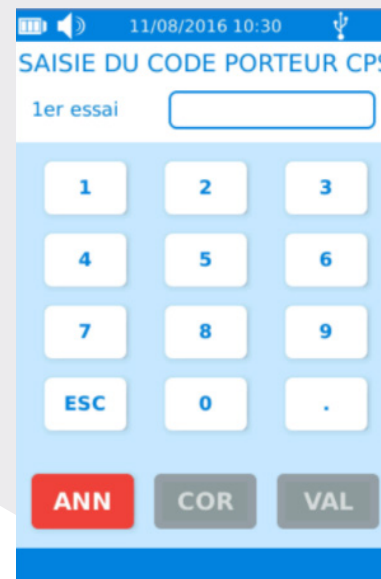 11/08/2016 10:30
SAISIE DU CODE PORTEUR CPS
1er essai
1 2 3
4 5 6
7 8 9
ESC 0 .
ANN COR VAL